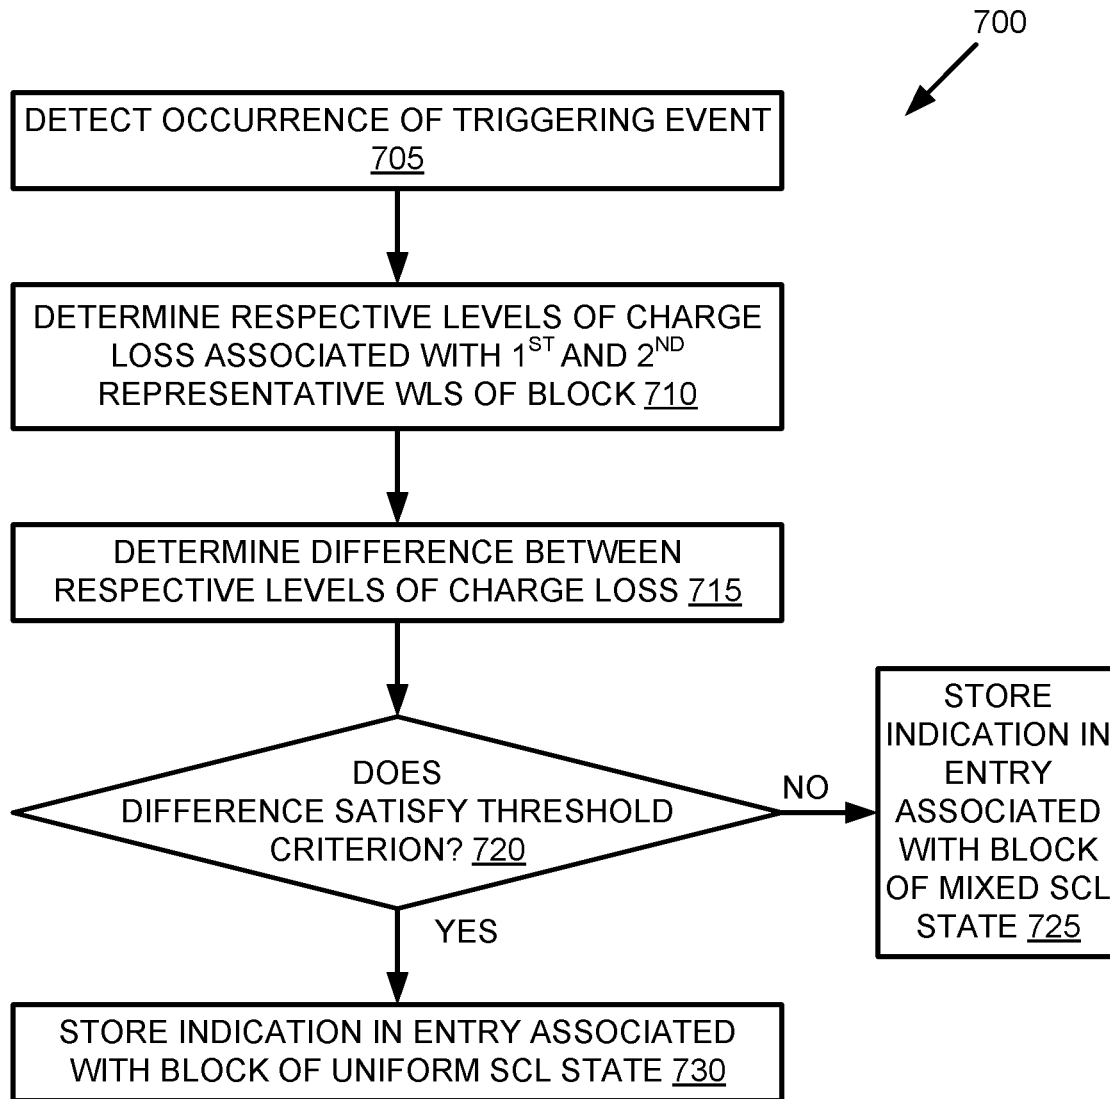 700
DETECT OCCURRENCE OF TRIGGERING EVENT
705
DETERMINE RESPECTIVE LEVELS OF CHARGE
LOSS ASSOCIATED WITH 1ST AND 2ND
REPRESENTATIVE WLS OF BLOCK 710
DETERMINE DIFFERENCE BETWEEN
RESPECTIVE LEVELS OF CHARGE LOSS 715
DOES
DIFFERENCE SATISFY THRESHOLD
CRITERION? 720
NO
STORE
INDICATION IN
ENTRY
ASSOCIATED
WITH BLOCK
OF MIXED SCL
STATE 725
YES
STORE INDICATION IN ENTRY ASSOCIATED
WITH BLOCK OF UNIFORM SCL STATE 730